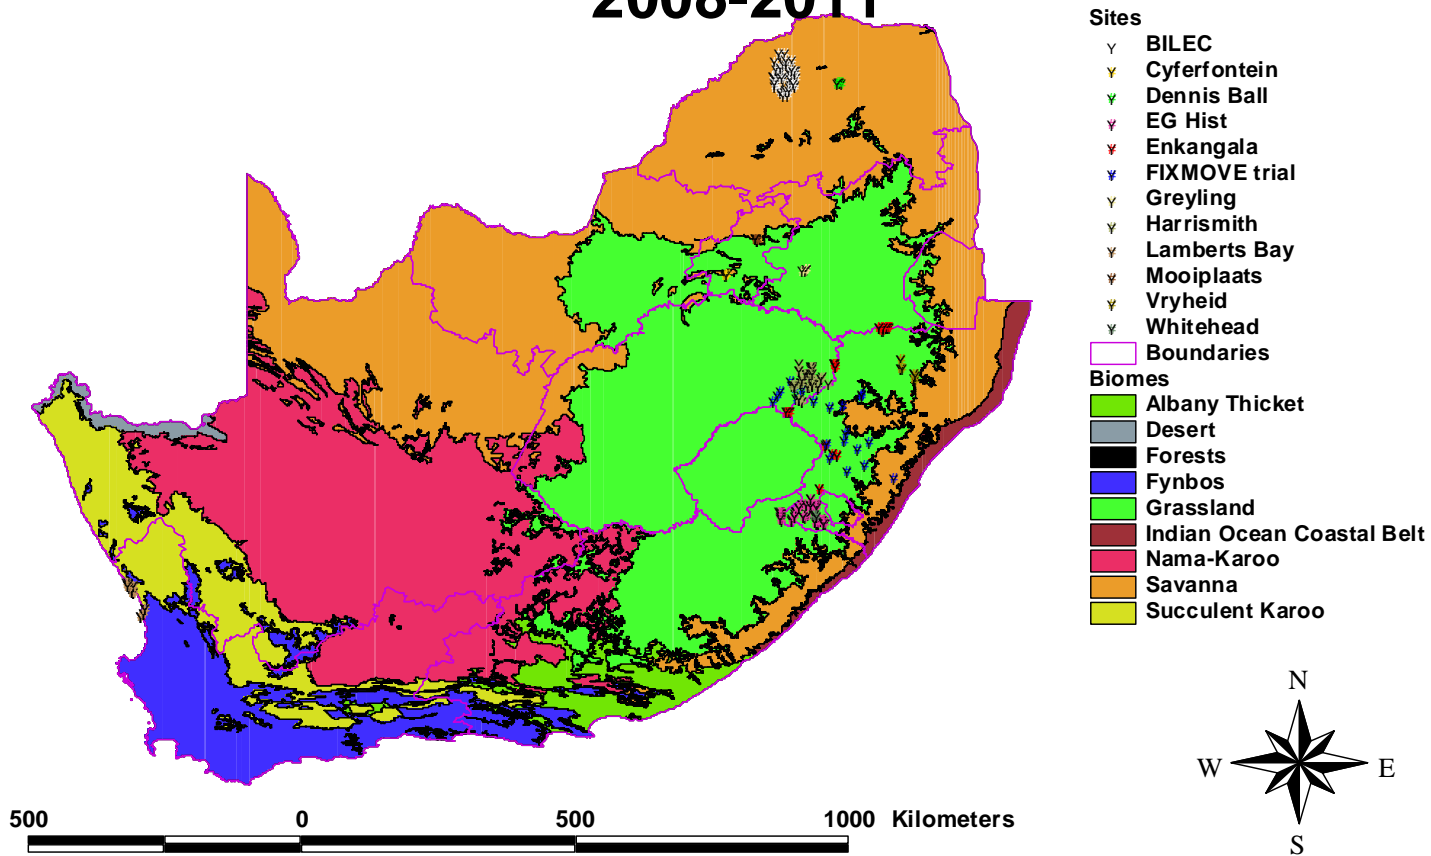 2008-2011
Sites
BILEC
Cyferfontein
Dennis Ball
EG Hist
Enkangala
FIXMOVE trial
Greyling
Harrismith
Lamberts Bay
Mooiplaats
Vryheid
Whitehead
Boundaries
Biomes
Albany Thicket
Desert
Forests
Fynbos
Grassland
Indian Ocean Coastal Belt
Nama-Karoo
Savanna
Succulent Karoo
N
W E
S
500 0 500 1000 Kilometers